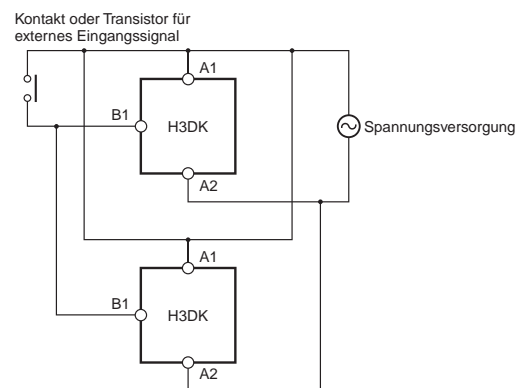 Kontakt oder Transistor für
externes Eingangssignal
A1
B1
H3DK
Spannungsversorgung
A2
A1
B1
H3DK
A2